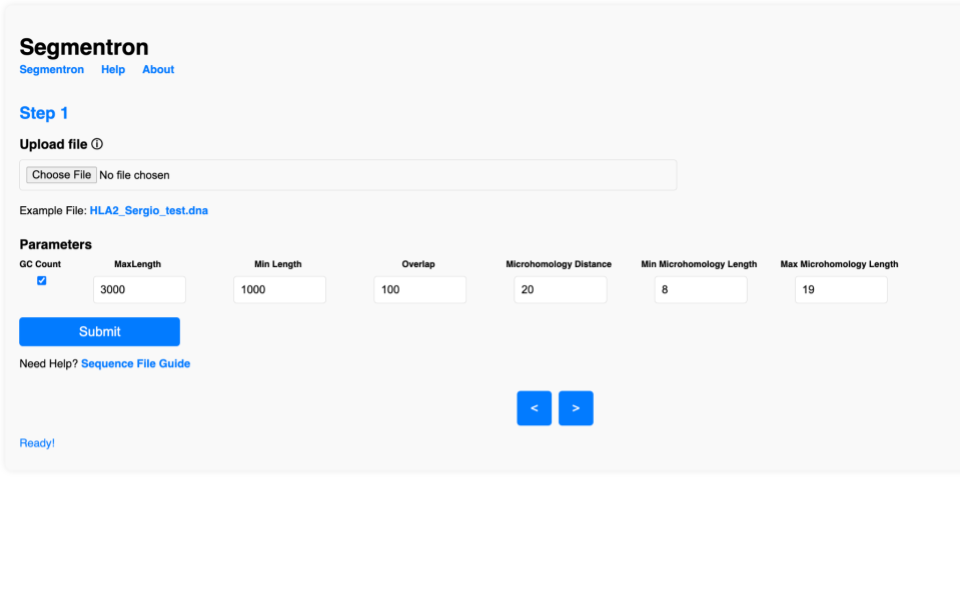 Segmentron
Segmentron Help About
Step 1
Upload file ⓘ
Choose File No file chosen
Example File: HLA2_Sergio_test.dna
Parameters
GC Count MaxLength Min Length Overlap Microhomology Distance Min Microhomology Length Max Microhomology Length
3000 1000 100 20 8 19
Submit
Need Help? Sequence File Guide
< >
Ready!